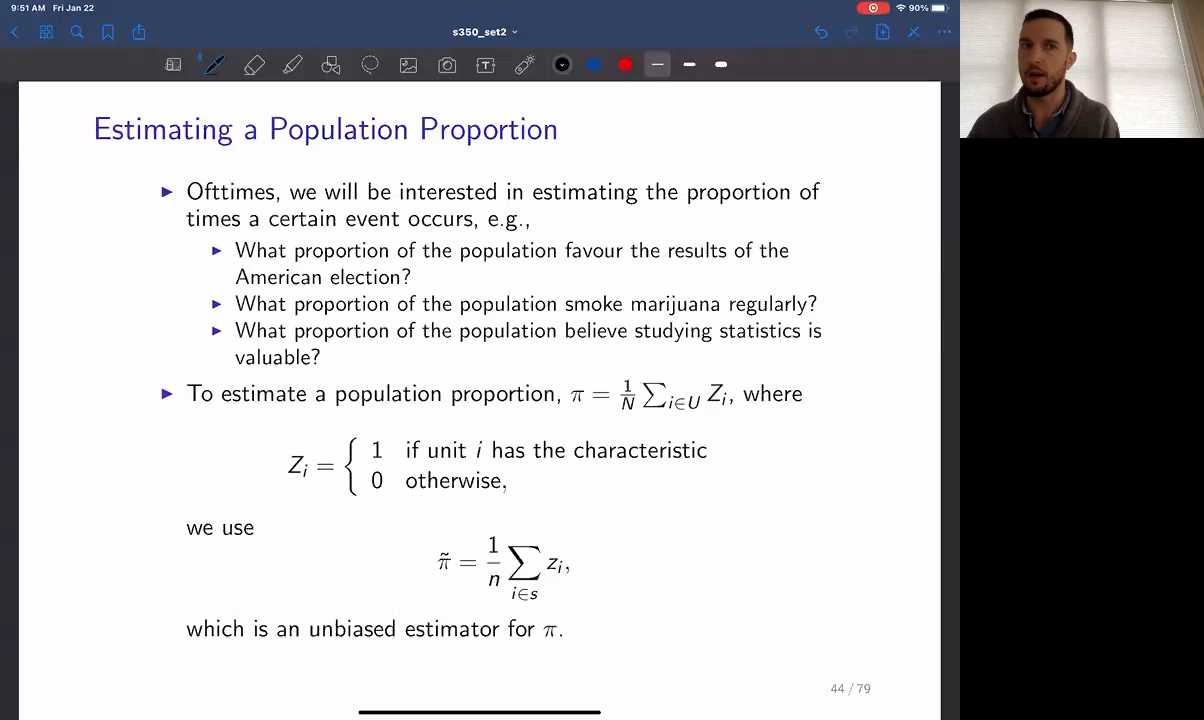 9:51 AM Fri Jan 22
90%
s350_set2
Estimating a Population Proportion
Ofttimes, we will be interested in estimating the proportion of
times a certain event occurs, e.g.,
What proportion of the population favour the results of the
American election?
What proportion of the population smoke marijuana regularly?
What proportion of the population believe studying statistics is
valuable?
To estimate a population proportion, π = 1/N ∑_{i∈U} Z_i, where
Z_i = { 1 if unit i has the characteristic
0 otherwise,
we use
π̃ = 1/n ∑_{i∈s} z_i,
which is an unbiased estimator for π.
44 / 79